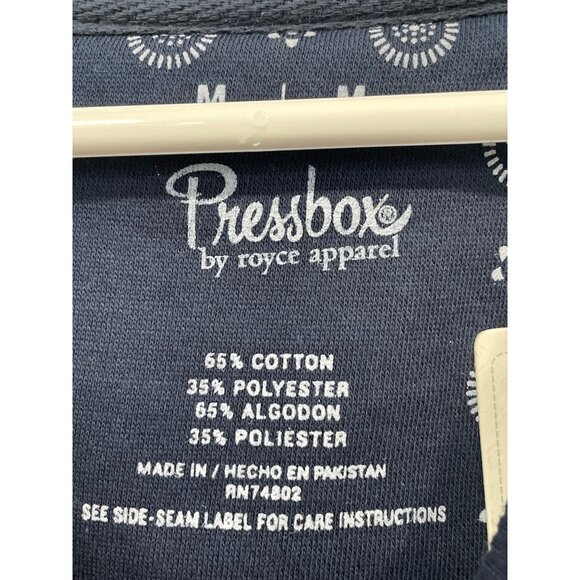 M M
Pressbox®
by royce apparel
65% COTTON
35% POLYESTER
65% ALGODON
35% POLIESTER
MADE IN / HECHO EN PAKISTAN
RN74802
SEE SIDE-SEAM LABEL FOR CARE INSTRUCTIONS